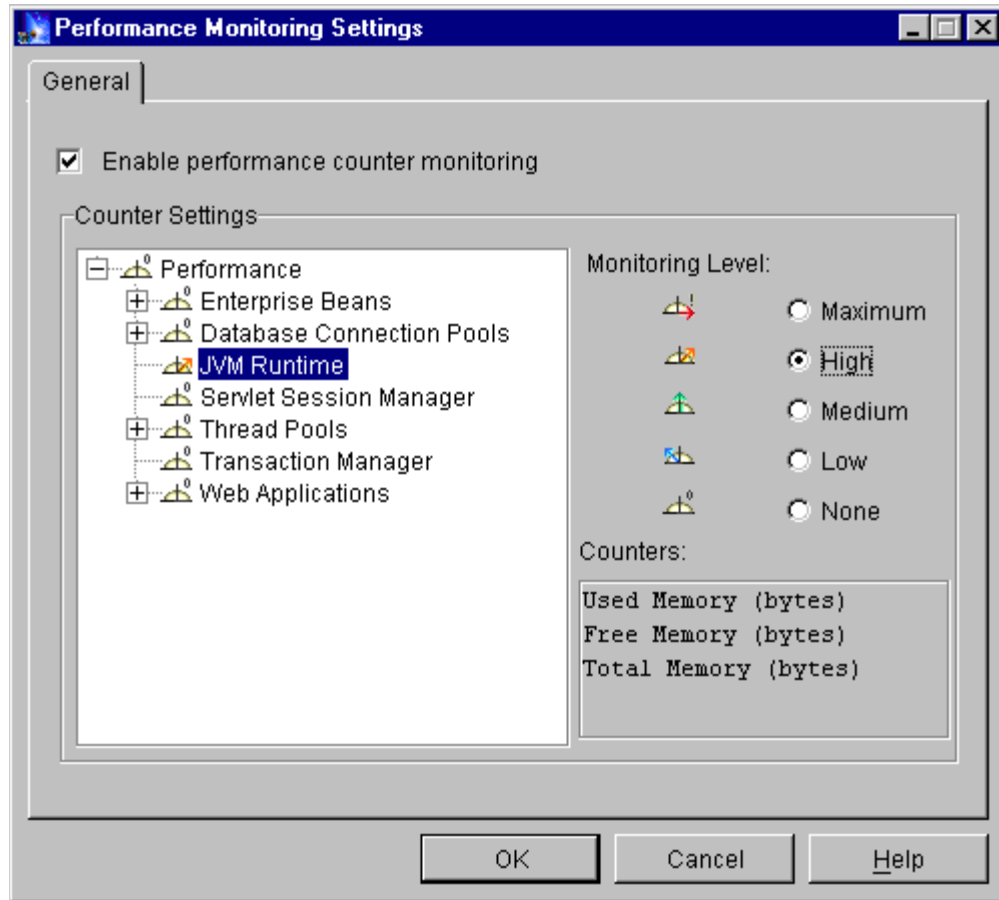 Performance Monitoring Settings
General
Enable performance counter monitoring
Counter Settings
Performance
Enterprise Beans
Database Connection Pools
JVM Runtime
Servlet Session Manager
Thread Pools
Transaction Manager
Web Applications
Monitoring Level:
Maximum
High
Medium
Low
None
Counters:
Used Memory (bytes)
Free Memory (bytes)
Total Memory (bytes)
OK
Cancel
Help